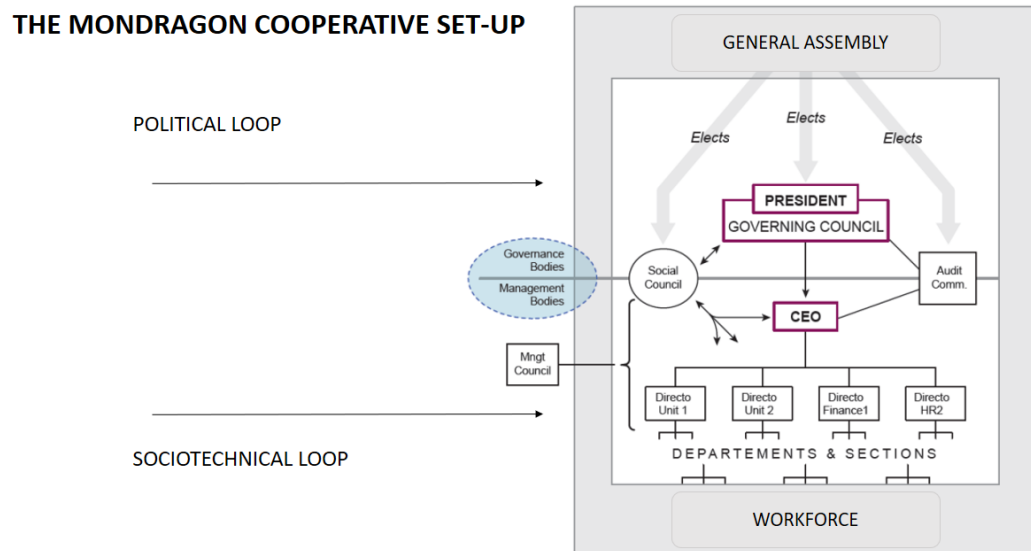 THE MONDRAGON COOPERATIVE SET-UP
GENERAL ASSEMBLY
POLITICAL LOOP
Elects
Elects
Elects
PRESIDENT
GOVERNING COUNCIL
Governance
Bodies
Management
Bodies
Social
Council
Audit
Comm.
CEO
Mngt
Council
Directo
Unit 1
Directo
Unit 2
Directo
Finance1
Directo
HR2
DEPARTEMENTS & SECTIONS
SOCIOTECHNICAL LOOP
WORKFORCE